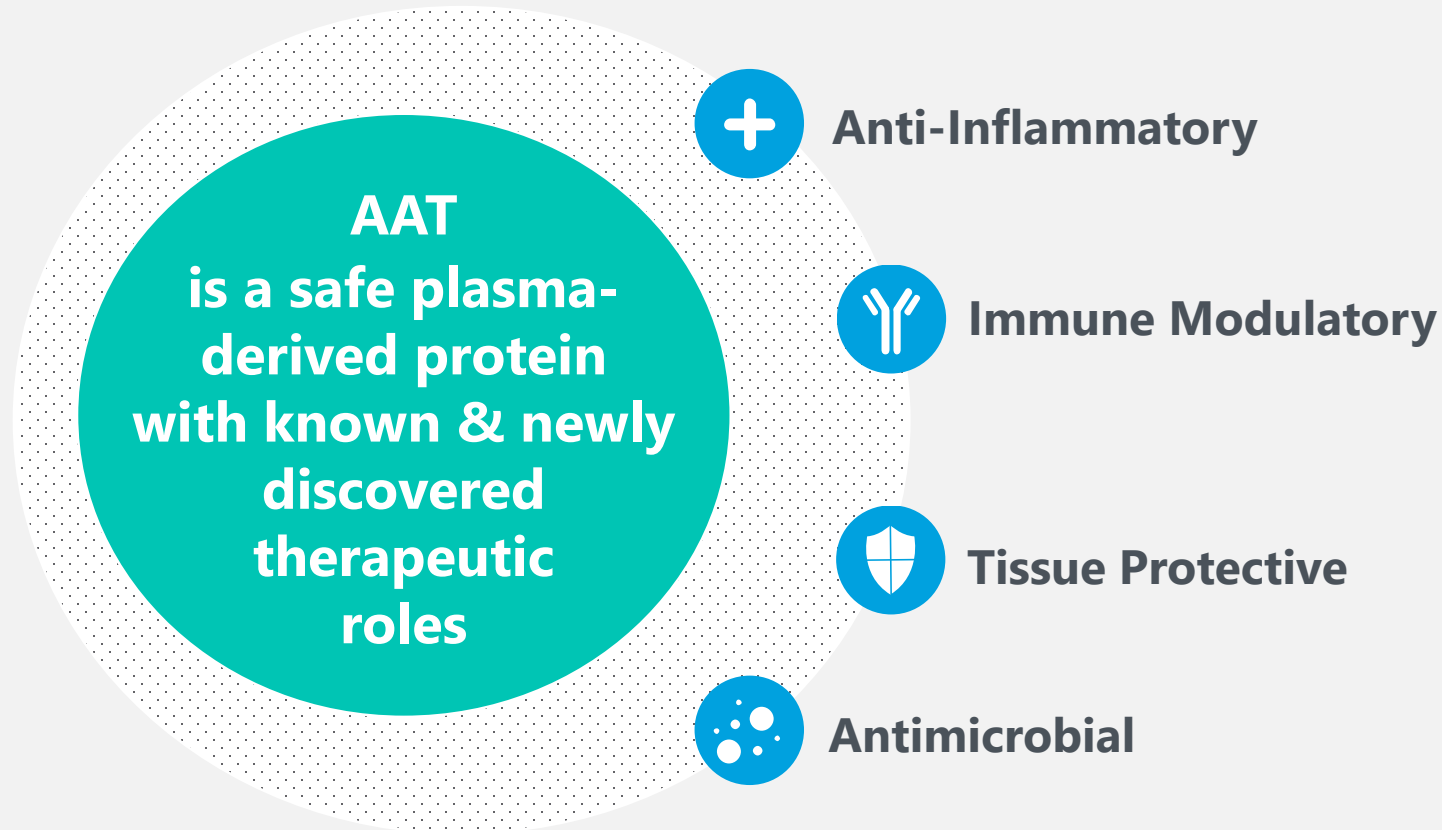 AAT
is a safe plasma-
derived protein
with known & newly
discovered
therapeutic
roles
Anti-Inflammatory
Immune Modulatory
Tissue Protective
Antimicrobial